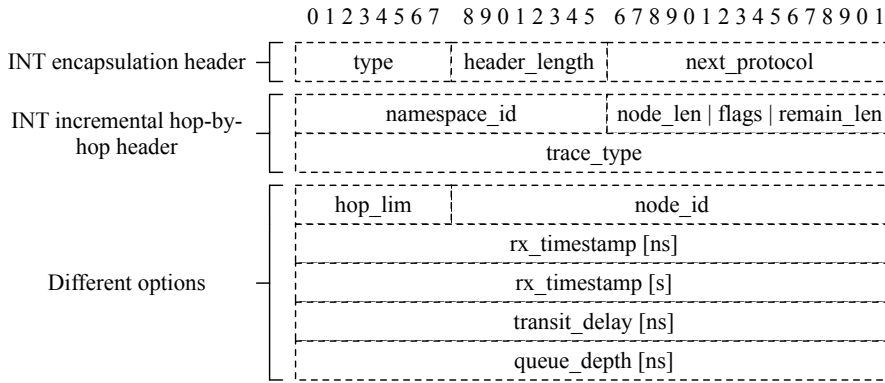 0 1 2 3 4 5 6 7 8 9 0 1 2 3 4 5 6 7 8 9 0 1 2 3 4 5 6 7 8 9 0 1
INT encapsulation header type header_length next_protocol
INT incremental hop-by-
hop header
namespace_id node_len | flags | remain_len
trace_type
Different options
hop_lim node_id
rx_timestamp [ns]
rx_timestamp [s]
transit_delay [ns]
queue_depth [ns]